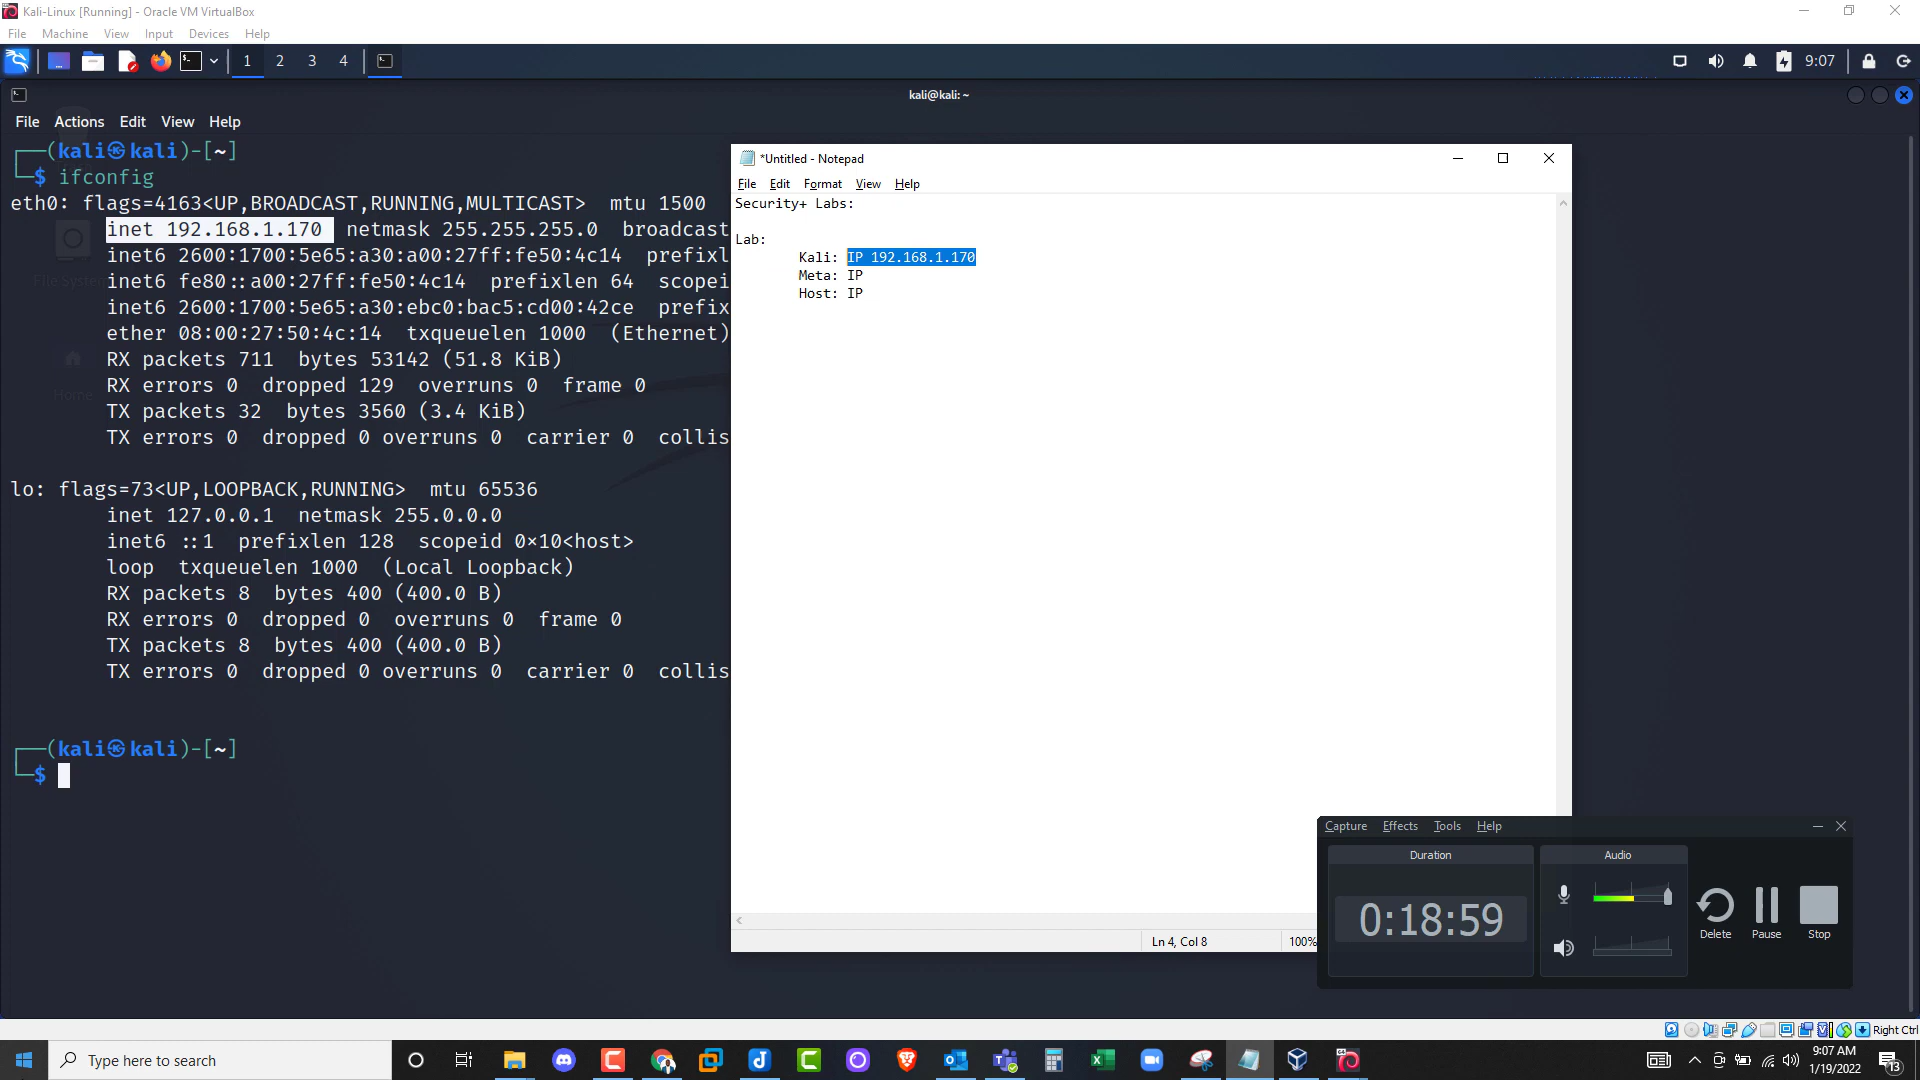 Kali-Linux [Running] - Oracle VM VirtualBox
File Machine View Input Devices Help
1 2 3 4
9:07
kali@kali: ~
File Actions Edit View Help
┌──(kali㉿kali)-[~]
└─$ ifconfig
eth0: flags=4163<UP,BROADCAST,RUNNING,MULTICAST> mtu 1500
inet 192.168.1.170 netmask 255.255.255.0 broadcast
inet6 2600:1700:5e65:a30:a00:27ff:fe50:4c14 prefixl
inet6 fe80::a00:27ff:fe50:4c14 prefixlen 64 scopei
inet6 2600:1700:5e65:a30:ebc0:bac5:cd00:42ce prefix
ether 08:00:27:50:4c:14 txqueuelen 1000 (Ethernet)
RX packets 711 bytes 53142 (51.8 KiB)
RX errors 0 dropped 129 overruns 0 frame 0
TX packets 32 bytes 3560 (3.4 KiB)
TX errors 0 dropped 0 overruns 0 carrier 0 collis
lo: flags=73<UP,LOOPBACK,RUNNING> mtu 65536
inet 127.0.0.1 netmask 255.0.0.0
inet6 ::1 prefixlen 128 scopeid 0×10<host>
loop txqueuelen 1000 (Local Loopback)
RX packets 8 bytes 400 (400.0 B)
RX errors 0 dropped 0 overruns 0 frame 0
TX packets 8 bytes 400 (400.0 B)
TX errors 0 dropped 0 overruns 0 carrier 0 collis
┌──(kali㉿kali)-[~]
└─$
File System
Home
*Untitled - Notepad
File Edit Format View Help
Security+ Labs:
Lab:
Kali: IP 192.168.1.170
Meta: IP
Host: IP
Ln 4, Col 8
100%
Capture Effects Tools Help
Duration
Audio
0:18:59
Delete
Pause
Stop
Right Ctrl
Type here to search
9:07 AM
1/19/2022
13